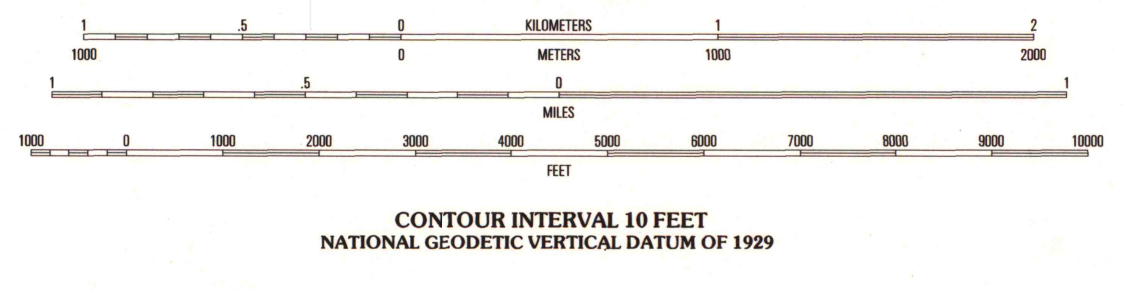 1 .5 0 KILOMETERS 1 2
1000 0 METERS 1000 2000
1 .5 0 1
MILES
1000 0 1000 2000 3000 4000 5000 6000 7000 8000 9000 10000
FEET
CONTOUR INTERVAL 10 FEET
NATIONAL GEODETIC VERTICAL DATUM OF 1929